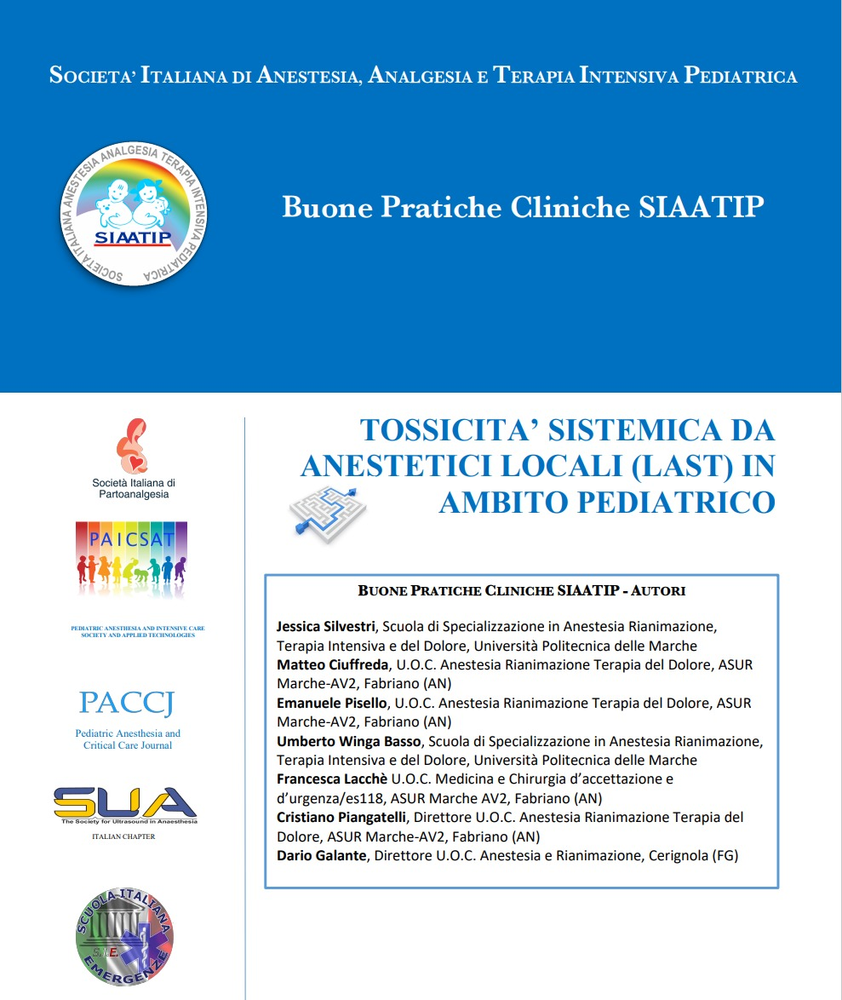 SOCIETA’ ITALIANA DI ANESTESIA, ANALGESIA E TERAPIA INTENSIVA PEDIATRICA
SOCIETÀ ITALIANA ANESTESIA ANALGESIA TERAPIA INTENSIVA PEDIATRICA
SIAATIP
Buone Pratiche Cliniche SIAATIP
Società Italiana di
Partoanalgesia
PAICSAT
PEDIATRIC ANESTHESIA AND INTENSIVE CARE
SOCIETY AND APPLIED TECHNOLOGIES
PACCJ
Pediatric Anesthesia and
Critical Care Journal
SUA
The Society for Ultrasound in Anaesthesia
ITALIAN CHAPTER
SCUOLA ITALIANA
S.I.E.
EMERGENZE
TOSSICITA’ SISTEMICA DA
ANESTETICI LOCALI (LAST) IN
AMBITO PEDIATRICO
BUONE PRATICHE CLINICHE SIAATIP - AUTORI
Jessica Silvestri, Scuola di Specializzazione in Anestesia Rianimazione,
Terapia Intensiva e del Dolore, Università Politecnica delle Marche
Matteo Ciuffreda, U.O.C. Anestesia Rianimazione Terapia del Dolore, ASUR
Marche-AV2, Fabriano (AN)
Emanuele Pisello, U.O.C. Anestesia Rianimazione Terapia del Dolore, ASUR
Marche-AV2, Fabriano (AN)
Umberto Winga Basso, Scuola di Specializzazione in Anestesia Rianimazione,
Terapia Intensiva e del Dolore, Università Politecnica delle Marche
Francesca Lacchè U.O.C. Medicina e Chirurgia d’accettazione e
d’urgenza/es118, ASUR Marche AV2, Fabriano (AN)
Cristiano Piangatelli, Direttore U.O.C. Anestesia Rianimazione Terapia del
Dolore, ASUR Marche-AV2, Fabriano (AN)
Dario Galante, Direttore U.O.C. Anestesia e Rianimazione, Cerignola (FG)